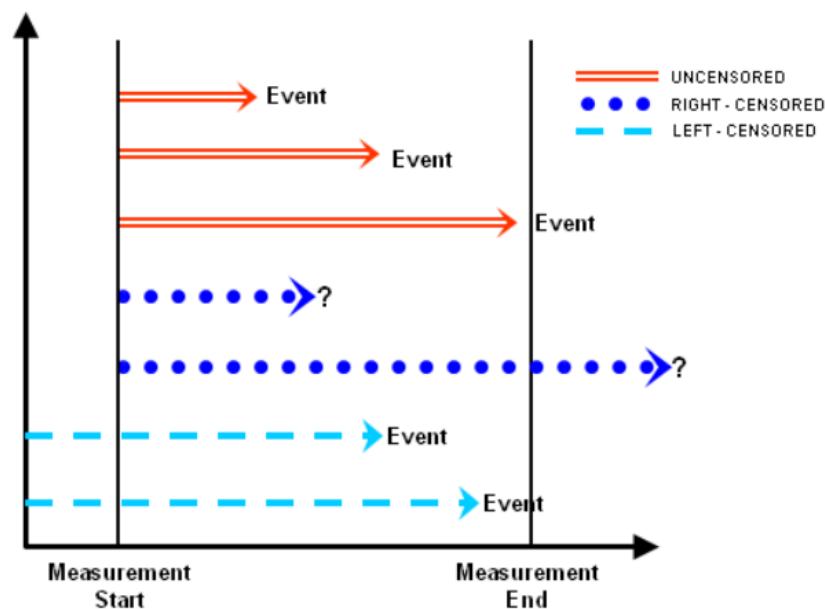 Event
UNCENSORED
RIGHT - CENSORED
LEFT - CENSORED
Event
Event
?
?
Event
Event
Measurement
Start
Measurement
End